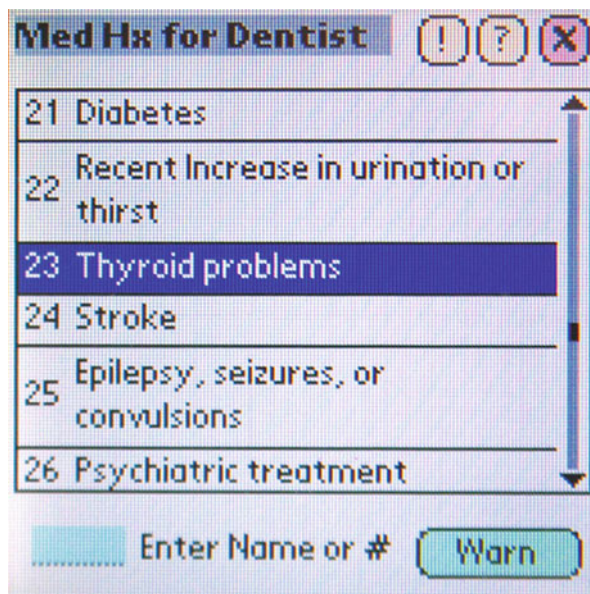 Med Hx for Dentist ! ? X
21 Diabetes
22 Recent Increase in urination or
thirst
23 Thyroid problems
24 Stroke
25 Epilepsy, seizures, or
convulsions
26 Psychiatric treatment
Enter Name or # Warn